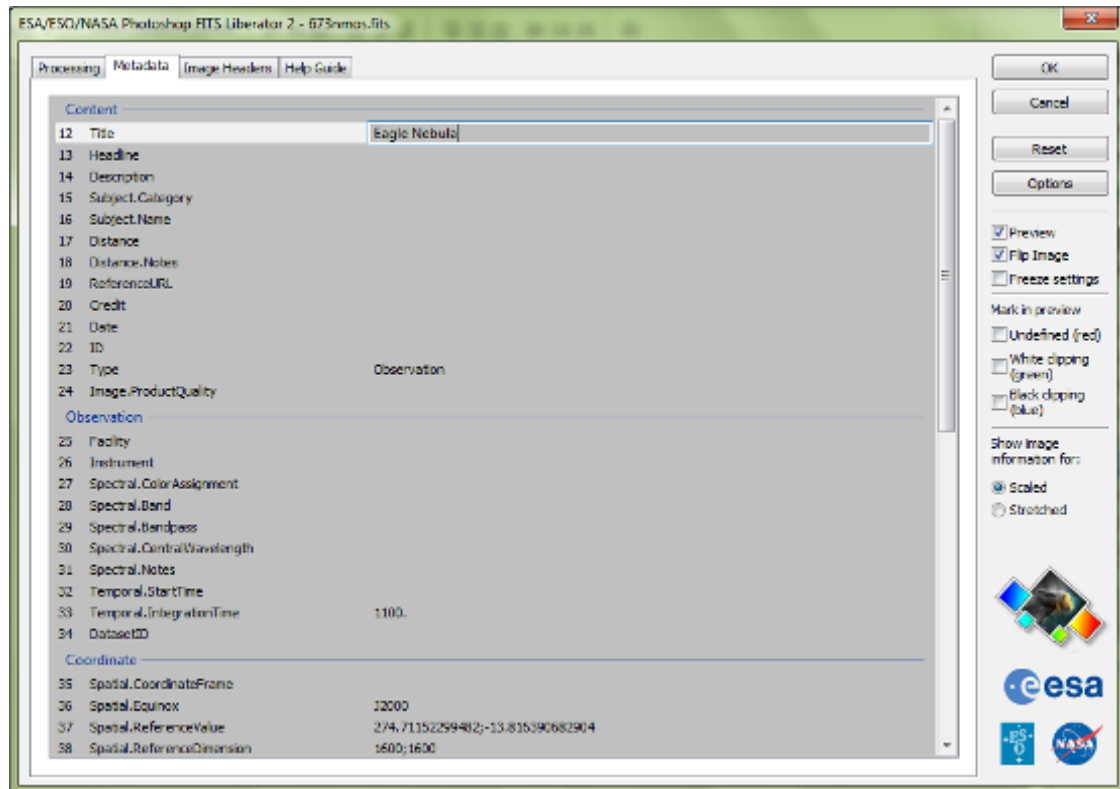 ESA/ESO/NASA Photoshop FITS Liberator 2 - 673nmos.fits
Processing Metadata Image Headers Help Guide
Content
12 Title Eagle Nebula
13 Headline
14 Description
15 Subject.Category
16 Subject.Name
17 Distance
18 Distance.Notes
19 ReferenceURL
20 Credit
21 Date
22 ID
23 Type Observation
24 Image.ProductQuality
Observation
25 Facility
26 Instrument
27 Spectral.ColorAssignment
28 Spectral.Band
29 Spectral.Bandpass
30 Spectral.CentralWavelength
31 Spectral.Notes
32 Temporal.StartTime
33 Temporal.IntegrationTime 1100.
34 DatasetID
Coordinate
35 Spatial.CoordinateFrame
36 Spatial.Equinox J2000
37 Spatial.ReferenceValue 274.71152299482;-13.816390682904
38 Spatial.ReferenceDimension 1600;1600
OK
Cancel
Reset
Options
Preview
Flip Image
Freeze settings
Mark in preview
Undefined (red)
White clipping
(green)
Black clipping
(blue)
Show image
information for:
Scaled
Stretched
esa
ESO
NASA